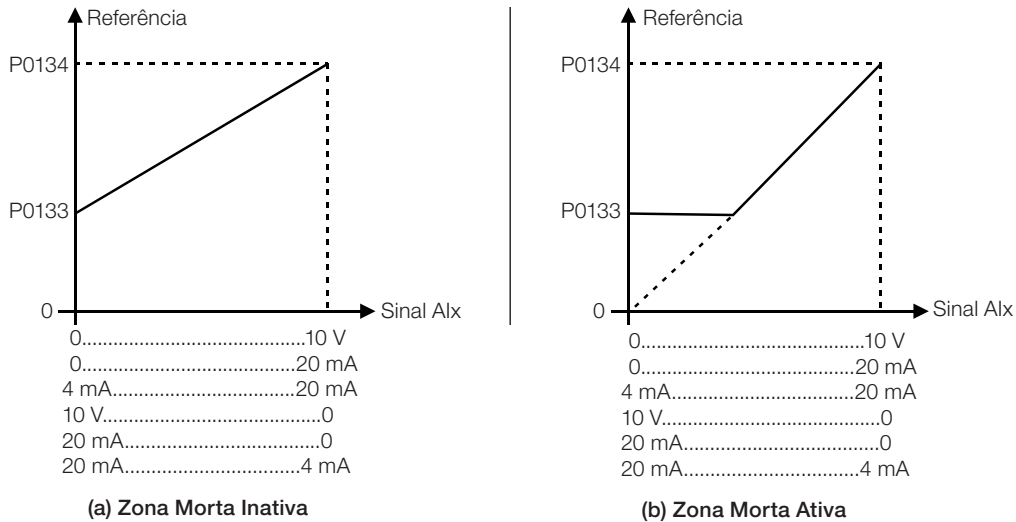 Referência
P0134
P0133
0
Sinal AIx
0.......................................10 V
0.....................................20 mA
4 mA................................20 mA
10 V......................................0
20 mA...................................0
20 mA..............................4 mA
(a) Zona Morta Inativa
Referência
P0134
P0133
0
Sinal AIx
0.......................................10 V
0.....................................20 mA
4 mA................................20 mA
10 V......................................0
20 mA...................................0
20 mA..............................4 mA
(b) Zona Morta Ativa